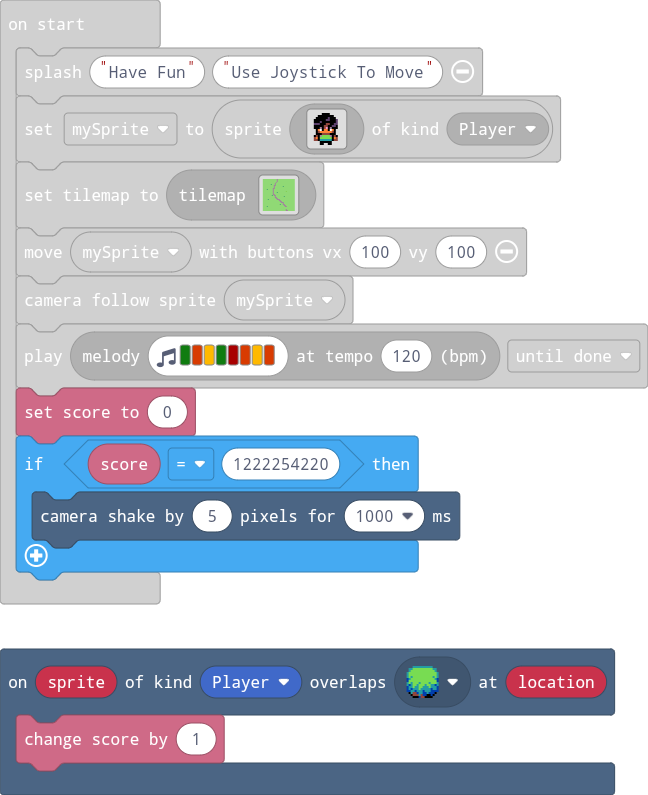 on start
splash "Have Fun" "Use Joystick To Move"
set mySprite to sprite of kind Player
set tilemap to tilemap
move mySprite with buttons vx 100 vy 100
camera follow sprite mySprite
play melody at tempo 120 (bpm) until done
set score to 0
if score = 1222254220 then
camera shake by 5 pixels for 1000 ms
on sprite of kind Player overlaps at location
change score by 1